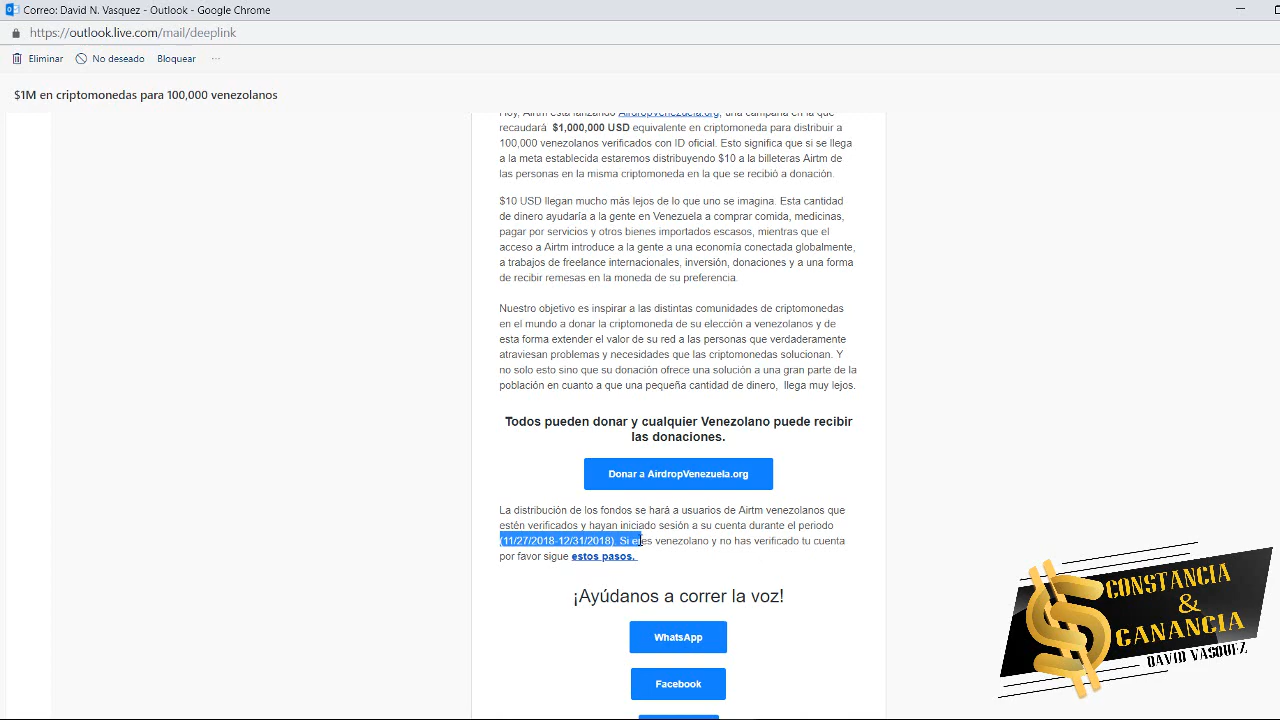 Correo: David N. Vasquez - Outlook - Google Chrome
https://outlook.live.com/mail/deeplink
Eliminar No deseado Bloquear ...
$1M en criptomonedas para 100,000 venezolanos
Hoy, Airtm está lanzando AirdropVenezuela.org, una campaña en la que
recaudará $1,000,000 USD equivalente en criptomoneda para distribuir a
100,000 venezolanos verificados con ID oficial. Esto significa que si se llega
a la meta establecida estaremos distribuyendo $10 a la billeteras Airtm de
las personas en la misma criptomoneda en la que se recibió a donación.
$10 USD llegan mucho más lejos de lo que uno se imagina. Esta cantidad
de dinero ayudaría a la gente en Venezuela a comprar comida, medicinas,
pagar por servicios y otros bienes importados escasos, mientras que el
acceso a Airtm introduce a la gente a una economía conectada globalmente,
a trabajos de freelance internacionales, inversión, donaciones y a una forma
de recibir remesas en la moneda de su preferencia.
Nuestro objetivo es inspirar a las distintas comunidades de criptomonedas
en el mundo a donar la criptomoneda de su elección a venezolanos y de
esta forma extender el valor de su red a las personas que verdaderamente
atraviesan problemas y necesidades que las criptomonedas solucionan. Y
no solo esto sino que su donación ofrece una solución a una gran parte de la
población en cuanto a que una pequeña cantidad de dinero, llega muy lejos.
Todos pueden donar y cualquier Venezolano puede recibir
las donaciones.
Donar a AirdropVenezuela.org
La distribución de los fondos se hará a usuarios de Airtm venezolanos que
estén verificados y hayan iniciado sesión a su cuenta durante el periodo
(11/27/2018-12/31/2018). Si eres venezolano y no has verificado tu cuenta
por favor sigue estos pasos.
¡Ayúdanos a correr la voz!
WhatsApp
Facebook
CONSTANCIA
&
GANANCIA
DAVID VASQUEZ